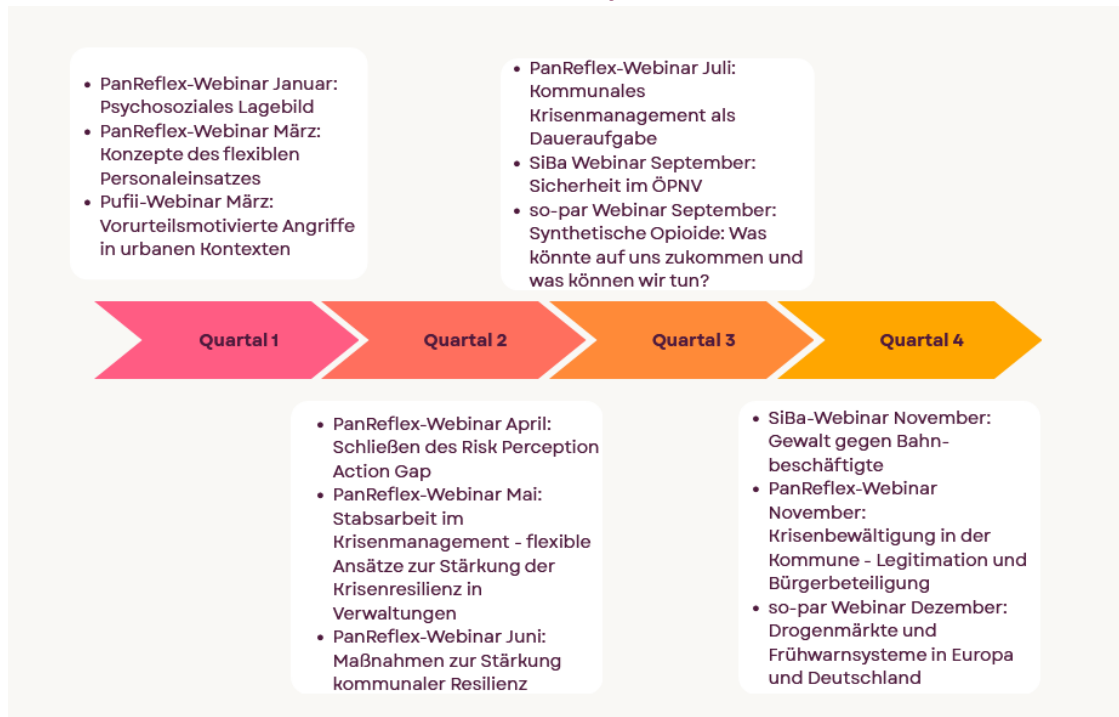 • PanReflex-Webinar Januar:
Psychosoziales Lagebild
• PanReflex-Webinar März:
Konzepte des flexiblen
Personaleinsatzes
• Pufii-Webinar März:
Vorurteilsmotivierte Angriffe
in urbanen Kontexten
• PanReflex-Webinar Juli:
Kommunales
Krisenmanagement als
Daueraufgabe
• SiBa Webinar September:
Sicherheit im ÖPNV
• so-par Webinar September:
Synthetische Opioide: Was
könnte auf uns zukommen und
was können wir tun?
Quartal 1
Quartal 2
Quartal 3
Quartal 4
• PanReflex-Webinar April:
Schließen des Risk Perception
Action Gap
• PanReflex-Webinar Mai:
Stabsarbeit im
Krisenmanagement - flexible
Ansätze zur Stärkung der
Krisenresilienz in
Verwaltungen
• PanReflex-Webinar Juni:
Maßnahmen zur Stärkung
kommunaler Resilienz
• SiBa-Webinar November:
Gewalt gegen Bahn-
beschäftigte
• PanReflex-Webinar
November:
Krisenbewältigung in der
Kommune - Legitimation und
Bürgerbeteiligung
• so-par Webinar Dezember:
Drogenmärkte und
Frühwarnsysteme in Europa
und Deutschland